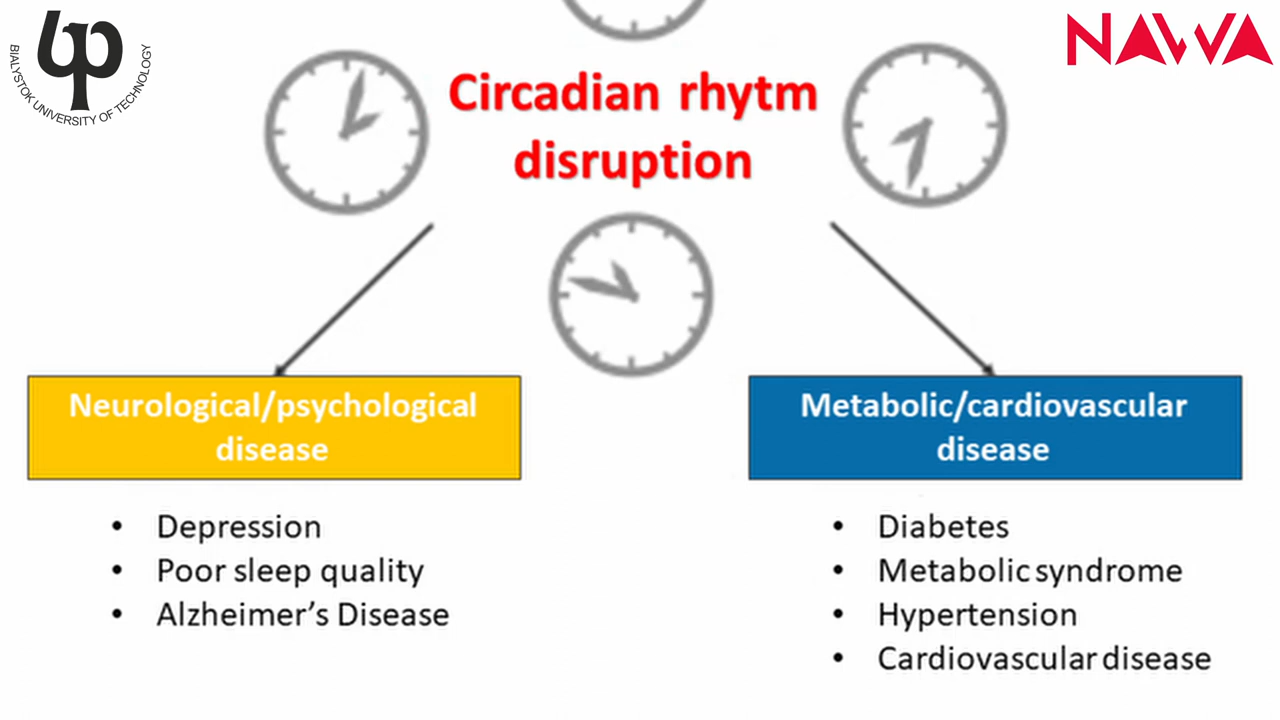 BIALYSTOK UNIVERSITY OF TECHNOLOGY
NAWA
Circadian rhytm
disruption
Neurological/psychological
disease
• Depression
• Poor sleep quality
• Alzheimer’s Disease
Metabolic/cardiovascular
disease
• Diabetes
• Metabolic syndrome
• Hypertension
• Cardiovascular disease